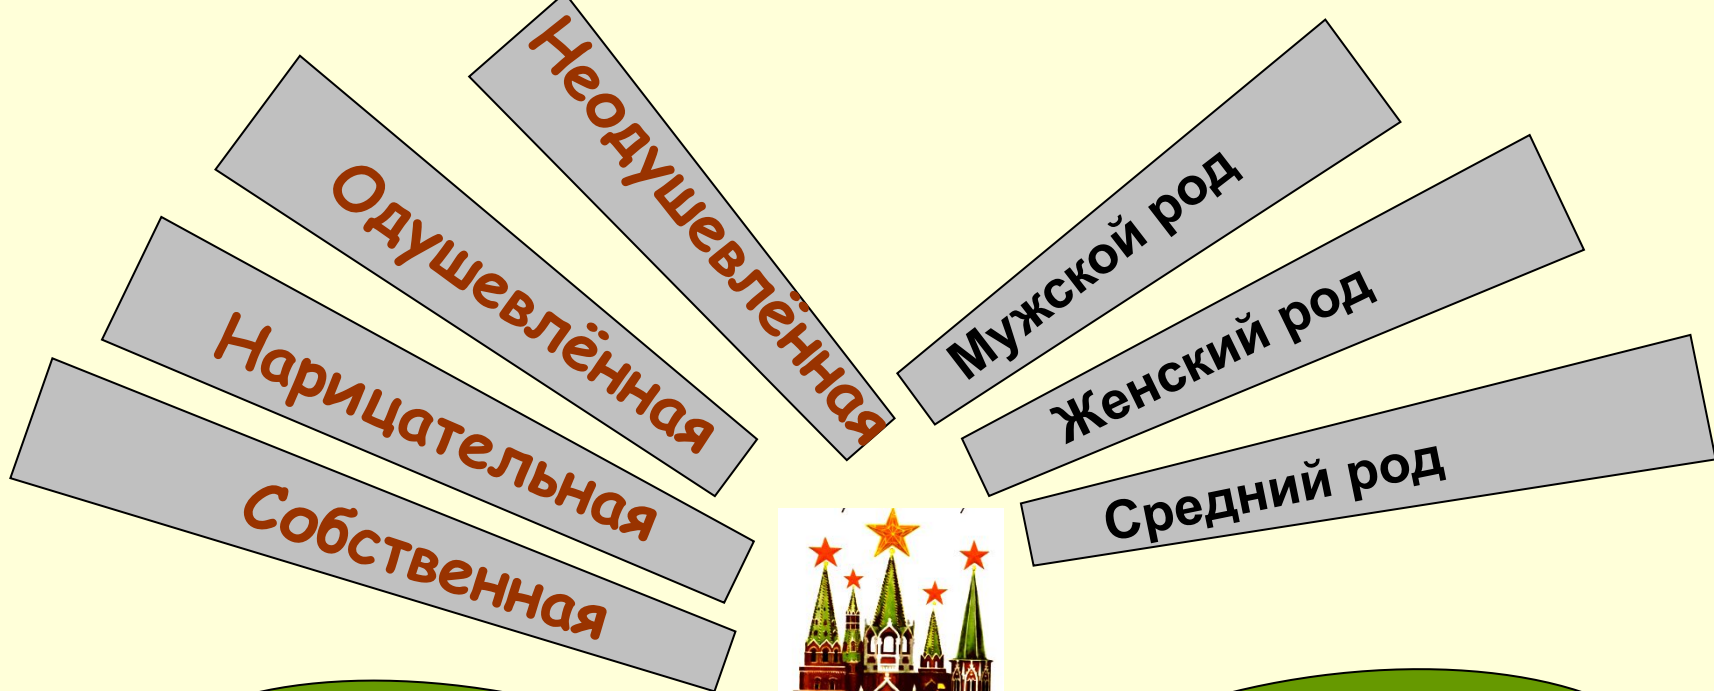 Неодушевлённая
Одушевлённая
Нарицательная
Собственная
Мужской род
Женский род
Средний род